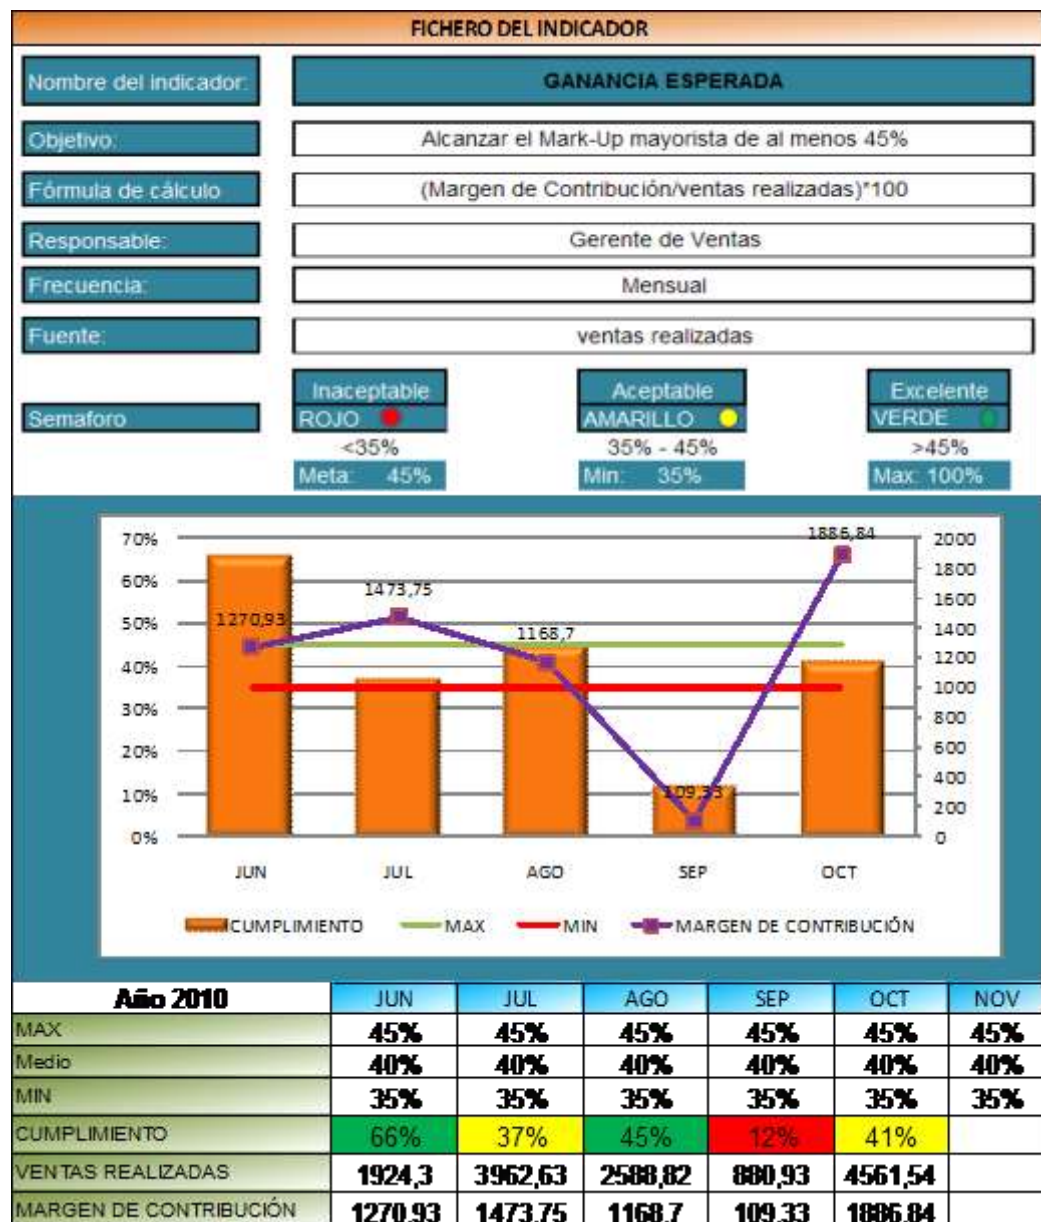 FICHERO DEL INDICADOR
Nombre del indicador: GANANCIA ESPERADA
Objetivo: Alcanzar el Mark-Up mayorista de al menos 45%
Fórmula de cálculo (Margen de Contribución/ventas realizadas)*100
Responsable: Gerente de Ventas
Frecuencia: Mensual
Fuente: ventas realizadas
Inaceptable Aceptable Excelente
Semaforo ROJO AMARILLO VERDE
<35% 35% - 45% >45%
Meta: 45% Min: 35% Max: 100%
1886,84
70% 2000
1800
60% 1473,75 1600
50% 1270,93 1168,7 1400
40% 1200
1000
30% 800
20% 600
400
10% 109,33 200
0% 0
JUN JUL AGO SEP OCT
CUMPLIMIENTO MAX MIN MARGEN DE CONTRIBUCIÓN
Año 2010 JUN JUL AGO SEP OCT NOV
MAX 45% 45% 45% 45% 45% 45%
Medio 40% 40% 40% 40% 40% 40%
MIN 35% 35% 35% 35% 35% 35%
CUMPLIMIENTO 66% 37% 45% 12% 41%
VENTAS REALIZADAS 1924,3 3962,63 2588,82 880,93 4561,54
MARGEN DE CONTRIBUCIÓN 1270,93 1473,75 1168,7 109,33 1886,84